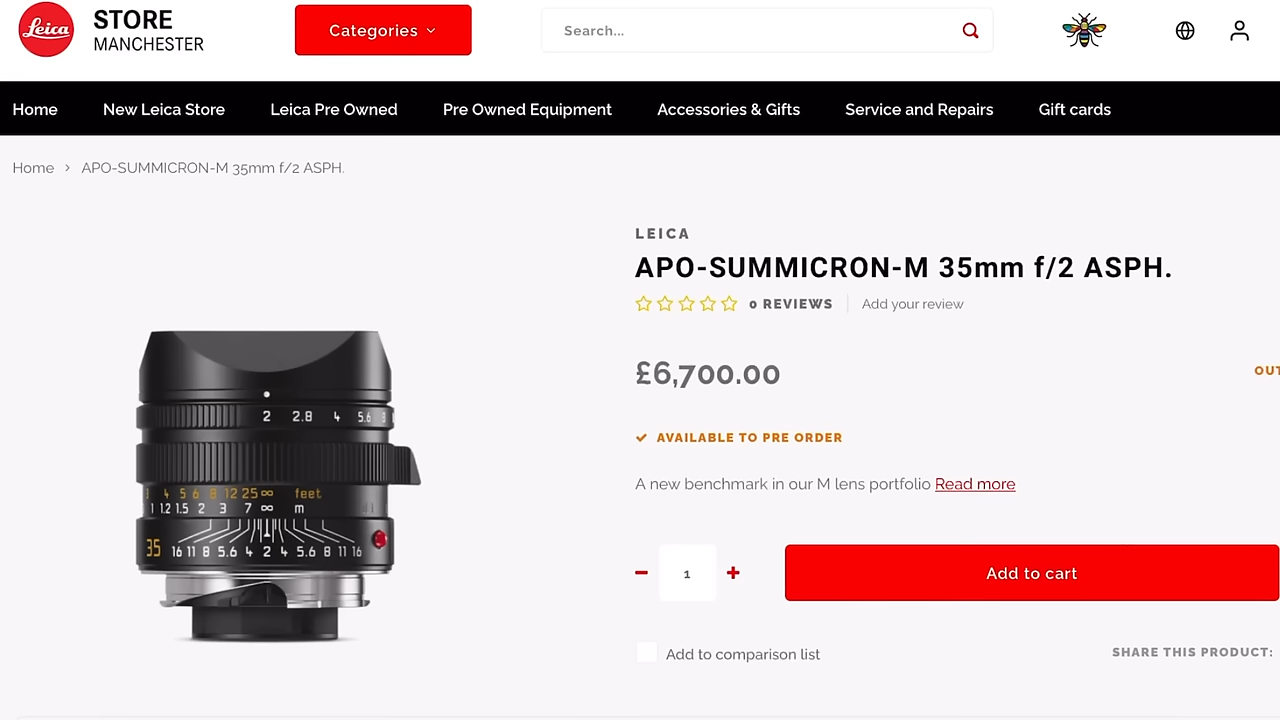 Leica
STORE
MANCHESTER
Categories
Search...
Home
New Leica Store
Leica Pre Owned
Pre Owned Equipment
Accessories & Gifts
Service and Repairs
Gift cards
Home > APO-SUMMICRON-M 35mm f/2 ASPH.
LEICA
APO-SUMMICRON-M 35mm f/2 ASPH.
0 REVIEWS
Add your review
£6,700.00
OUT
AVAILABLE TO PRE ORDER
A new benchmark in our M lens portfolio Read more
1
Add to cart
Add to comparison list
SHARE THIS PRODUCT:
2 2.8 4 5.6 8
3 4 5 6 8 12 25 ∞ feet
1 1.2 1.5 2 3 7 ∞ m
35 16 11 8 5.6 4 2 4 5.6 8 11 16